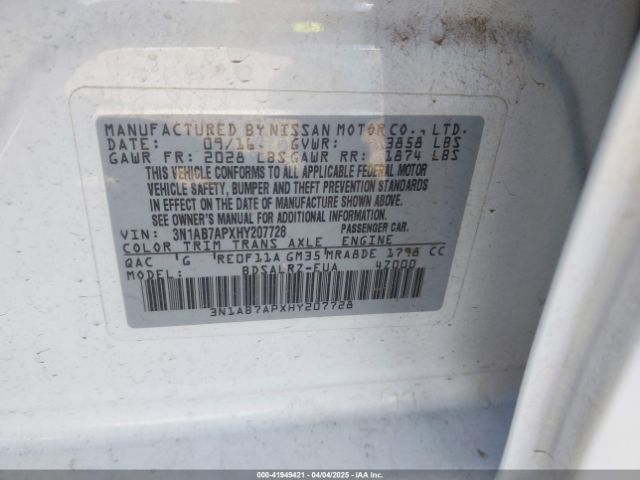 MANUFACTURED BY NISSAN MOTOR CO., LTD.
DATE: 09/16 GVWR: 3858 LBS
GAWR FR: 2028 LBS GAWR RR: 1874 LBS
THIS VEHICLE CONFORMS TO ALL APPLICABLE FEDERAL MOTOR
VEHICLE SAFETY, BUMPER AND THEFT PREVENTION STANDARDS
IN EFFECT ON THE DATE OF MANUFACTURE SHOWN ABOVE.
SEE OWNER'S MANUAL FOR ADDITIONAL INFORMATION.
VIN: 3N1AB7APXHY207728 PASSENGER CAR.
COLOR TRIM TRANS AXLE ENGINE
QAC G RE0F11A GM35 MRA8DE 1798 CC
MODEL: BDSALRZ-EUA 47000
3N1AB7APXHY207728
000-41949421 04/04/2025 IAA, Inc.